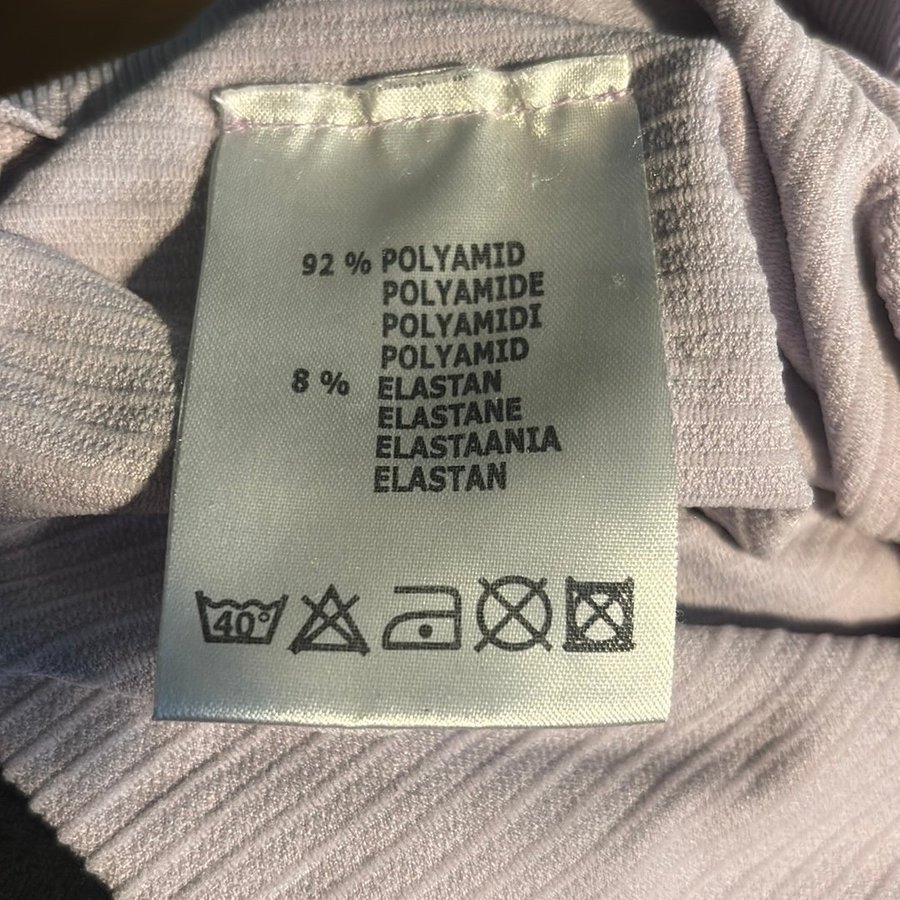 92 % POLYAMID
POLYAMIDE
POLYAMIDI
POLYAMID
8 % ELASTAN
ELASTANE
ELASTAANIA
ELASTAN
40°